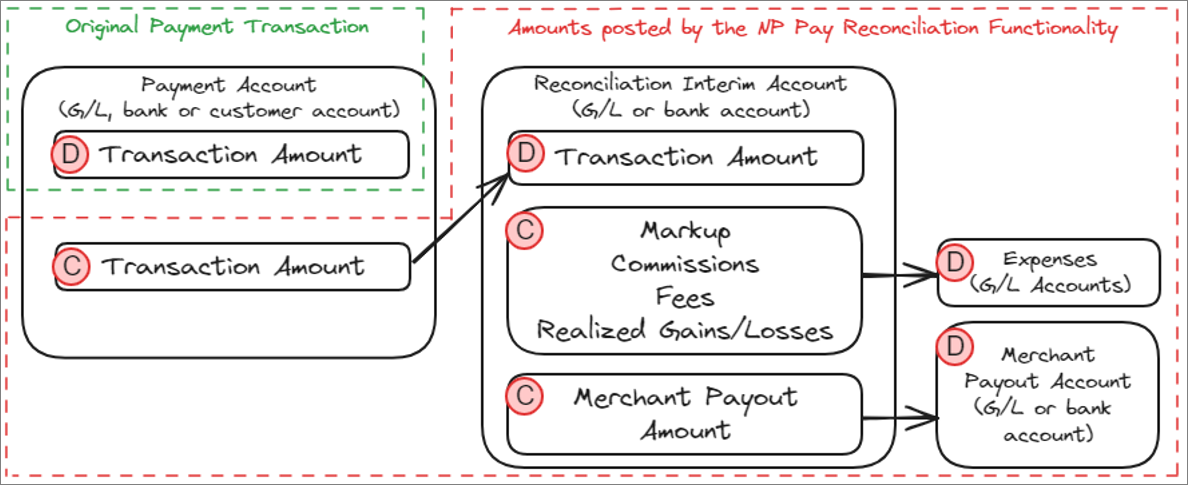 Original Payment Transaction
Payment Account
(G/L, bank or customer account)
D Transaction Amount
C Transaction Amount
Amounts posted by the NP Pay Reconciliation Functionality
Reconciliation Interim Account
(G/L or bank account)
D Transaction Amount
C Markup
Commissions
Fees
Realized Gains/Losses
C Merchant Payout
Amount
D Expenses
(G/L Accounts)
D Merchant
Payout Account
(G/L or bank
account)